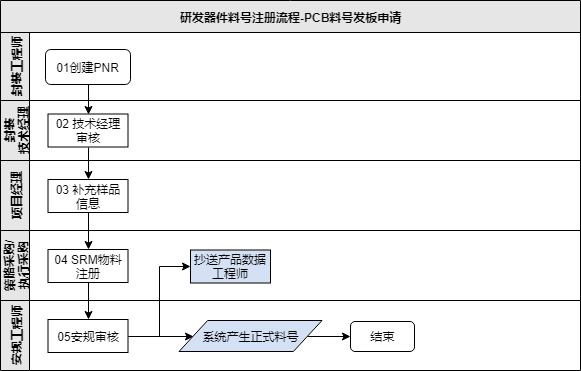 研发器件料号注册流程-PCB料号发板申请
封装工程师
01创建PNR
封装
技术经理
02 技术经理
审核
项目经理
03 补充样品
信息
策略采购/
执行采购
04 SRM物料
注册
抄送产品数据
工程师
安规工程师
05安规审核
系统产生正式料号
结束